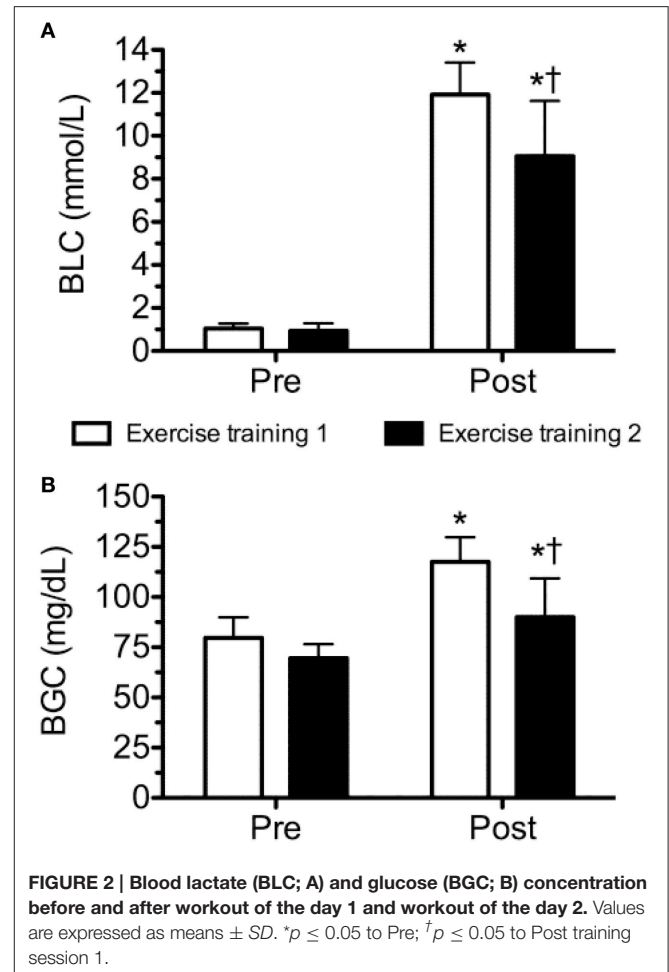 A
14
12
10
8
6
4
2
0
BLC (mmol/L)
*
*†
Pre Post
Exercise training 1 Exercise training 2
B
150
125
100
75
50
25
0
BGC (mg/dL)
*
*†
Pre Post
FIGURE 2 | Blood lactate (BLC; A) and glucose (BGC; B) concentration
before and after workout of the day 1 and workout of the day 2. Values
are expressed as means ± SD. *p ≤ 0.05 to Pre; †p ≤ 0.05 to Post training
session 1.